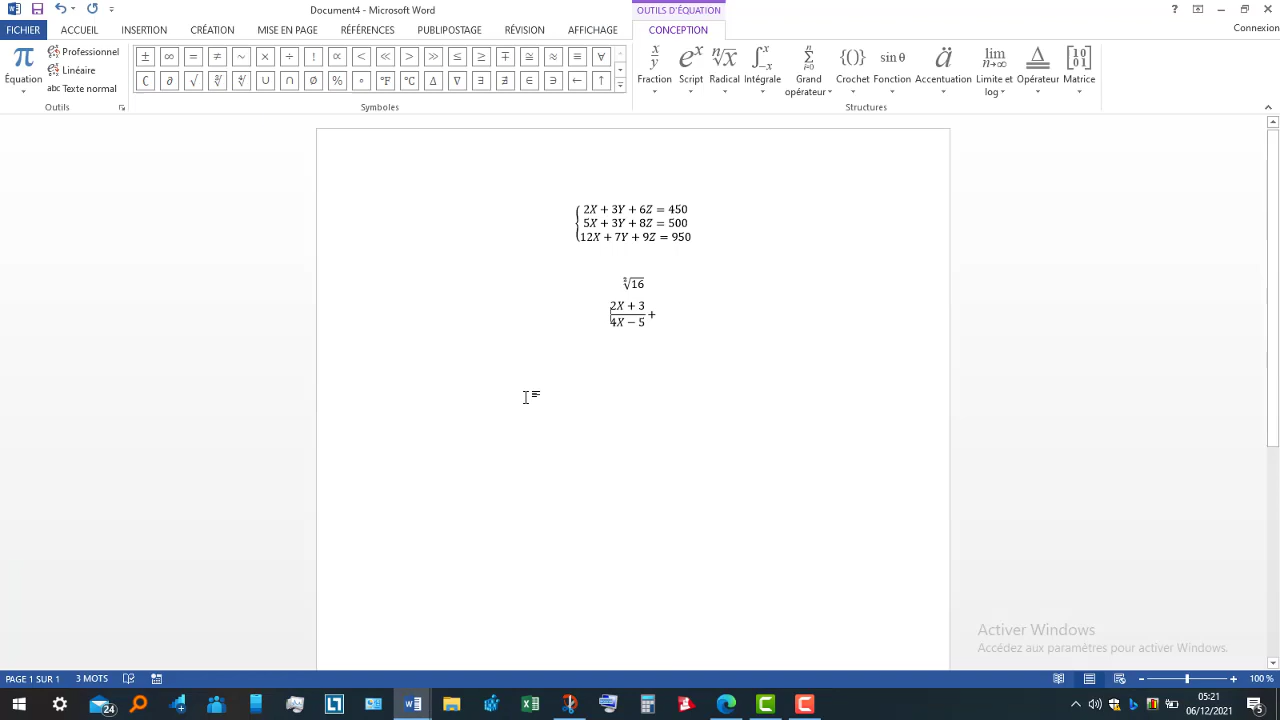 Document4 - Microsoft Word
OUTILS D'ÉQUATION
FICHIER ACCUEIL INSERTION CRÉATION MISE EN PAGE RÉFÉRENCES PUBLIPOSTAGE RÉVISION AFFICHAGE CONCEPTION
Connexion
π Équation
Professionnel
Linéaire
abc Texte normal
Outils
± ∞ = ≠ ~ × ÷ ! ∝ < ≪ > ≫ ≤ ≥ ∓ ≅ ≈ ≡ ∀
∁ ∂ √ ∛ ∜ ∪ ∩ ∅ % ° °F °C ∆ ∇ ∃ ∄ ∈ ∋ ← ↑
Symboles
Fraction
Script
Radical
Intégrale
Grand opérateur
Crochet
Fonction
Accentuation
Limite et log
Opérateur
Matrice
Structures
2X + 3Y + 6Z = 450
5X + 3Y + 8Z = 500
12X + 7Y + 9Z = 950
√16
2X + 3
4X − 5
+
Activer Windows
Accédez aux paramètres pour activer Windows.
PAGE 1 SUR 1 3 MOTS 100 %
24
05:21
06/12/2021